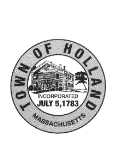 TOWN OF HOLLAND
INCORPORATED
JULY 5,1783
MASSACHUSETTS